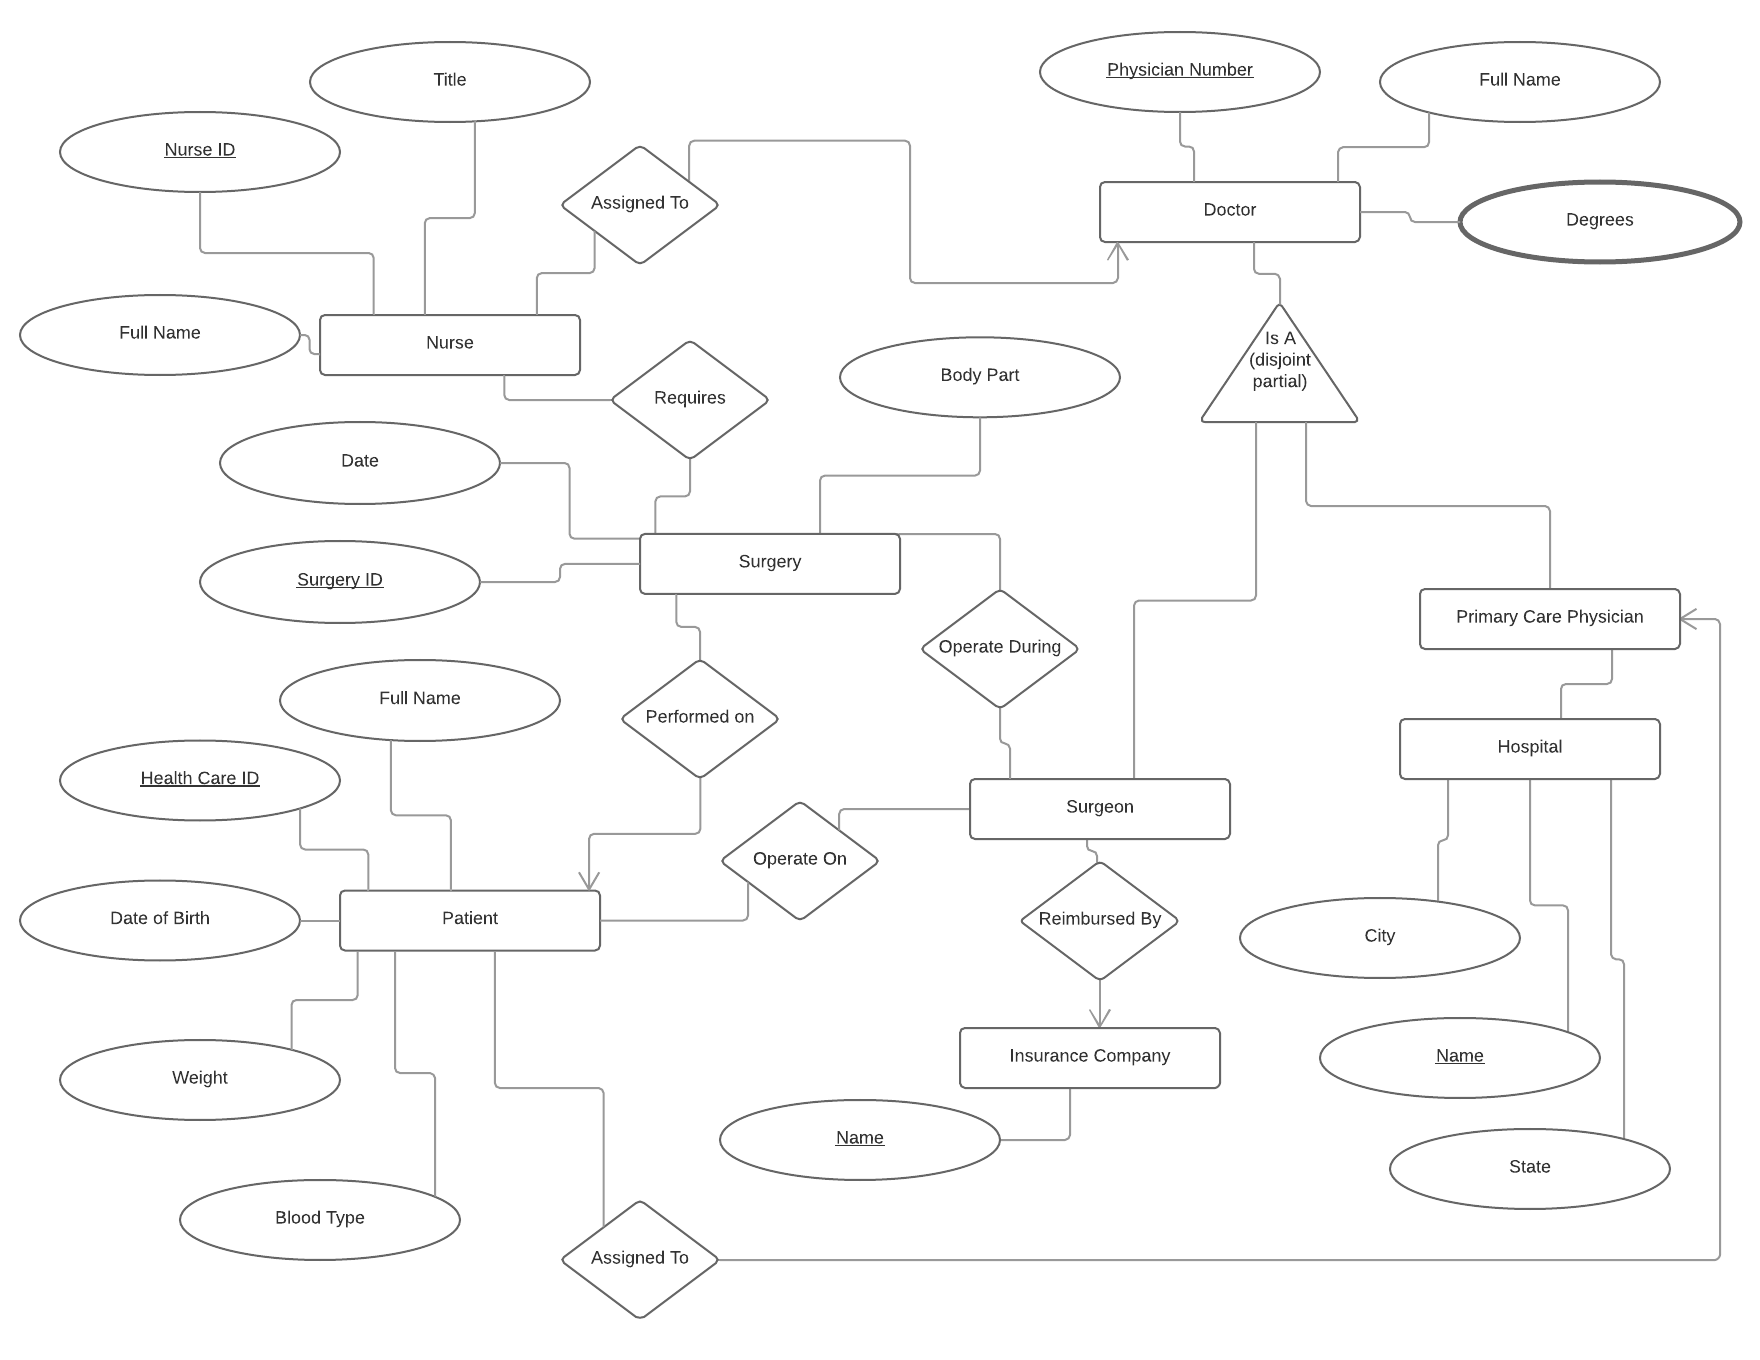 Physician Number
Title
Full Name
Nurse ID
Assigned To
Doctor
Degrees
Full Name
Nurse
Is A
(disjoint
partial)
Requires
Body Part
Date
Surgery
Surgery ID
Primary Care Physician
Operate During
Full Name
Performed on
Hospital
Health Care ID
Surgeon
Operate On
Date of Birth
Patient
Reimbursed By
City
Insurance Company
Name
Weight
Name
State
Blood Type
Assigned To